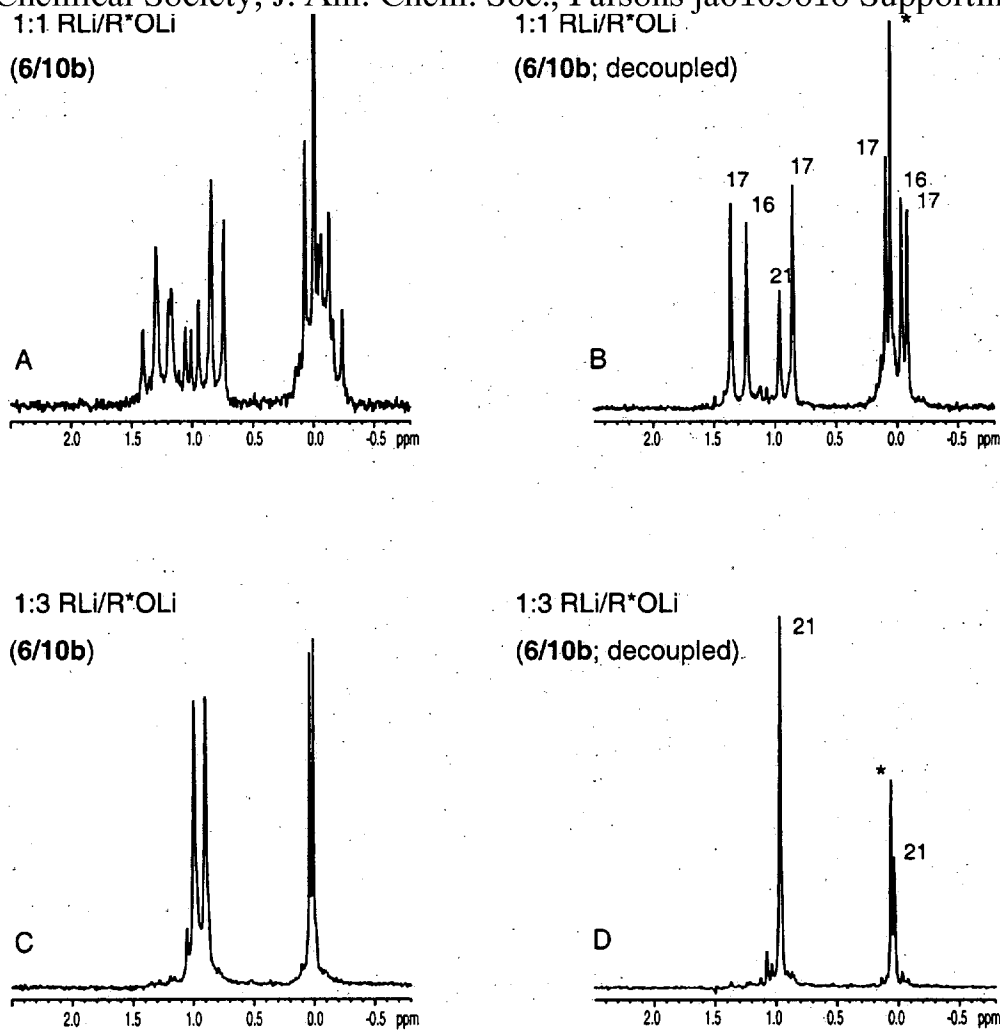 Chemical Society, J. Am. Chem. Soc., Parsons ja0105616 Supporting
1:1 RLi/R*OLi
(6/10b)
A
2.0 1.5 1.0 0.5 0.0 -0.5 ppm
1:1 RLi/R*OLi
(6/10b; decoupled)
*
17
16
21
17
17
16
17
B
2.0 1.5 1.0 0.5 0.0 -0.5 ppm
1:3 RLi/R*OLi
(6/10b)
C
2.0 1.5 1.0 0.5 0.0 -0.5 ppm
1:3 RLi/R*OLi
(6/10b; decoupled)
21
*
21
D
2.0 1.5 1.0 0.5 0.0 -0.5 ppm